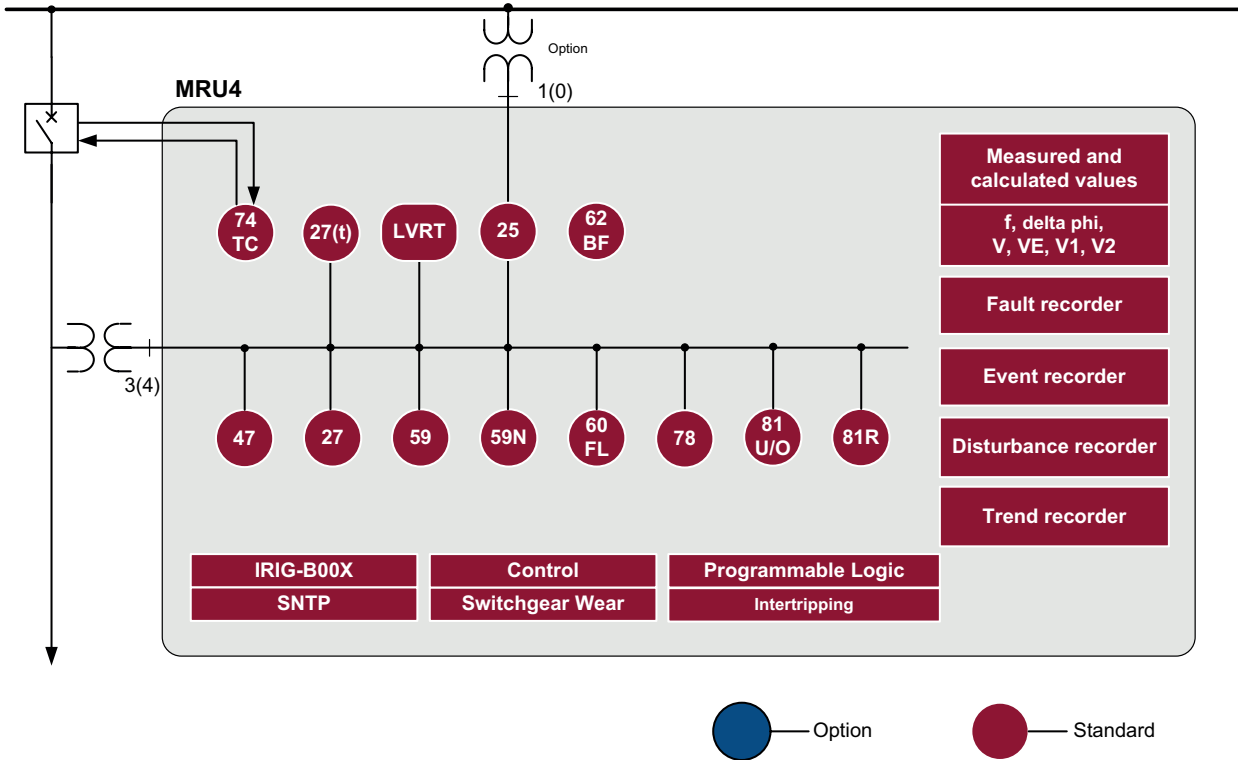 Option
1(0)
MRU4
Measured and
calculated values
f, delta phi,
V, VE, V1, V2
74
TC
27(t)
LVRT
25
62
BF
Fault recorder
Event recorder
3(4)
47
27
59
59N
60
FL
78
81
U/O
81R
Disturbance recorder
Trend recorder
IRIG-B00X
SNTP
Control
Switchgear Wear
Programmable Logic
Intertripping
Option
Standard